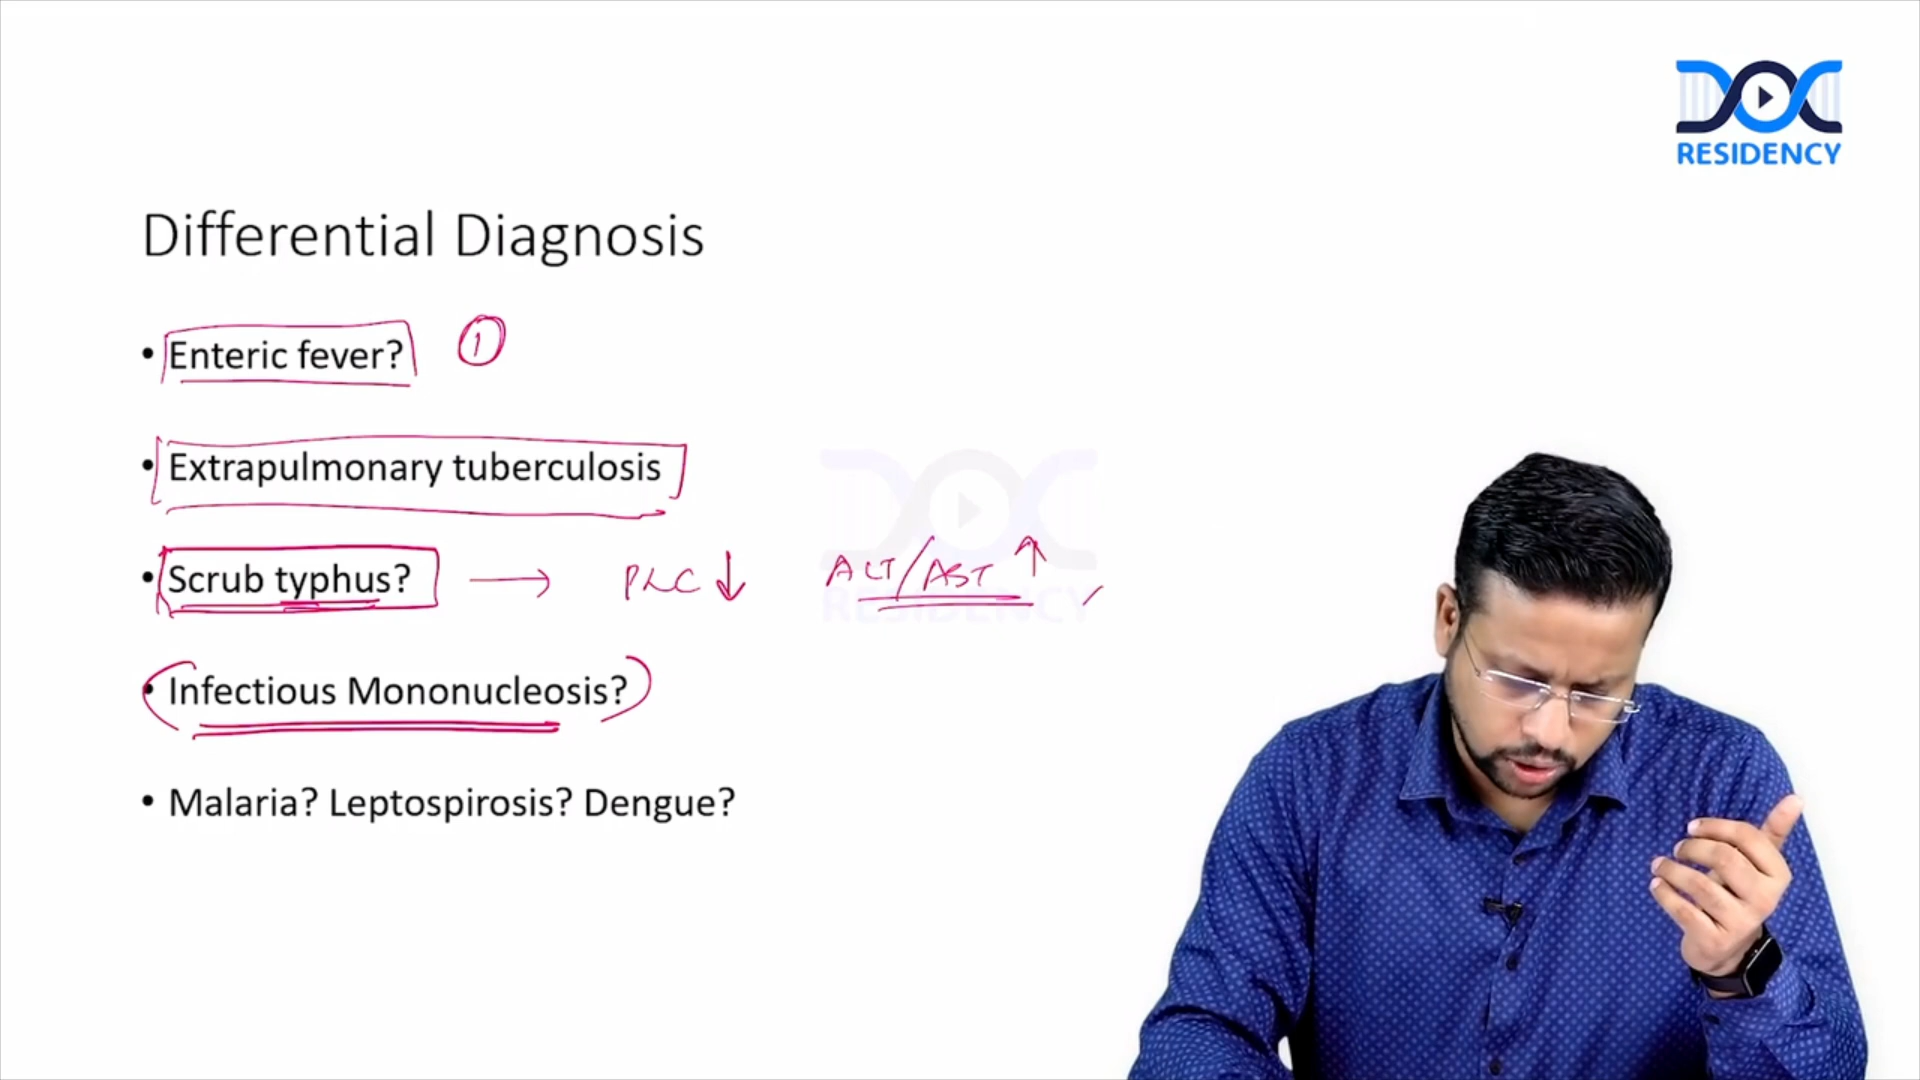 DOC
RESIDENCY
Differential Diagnosis
• Enteric fever? 1
• Extrapulmonary tuberculosis
• Scrub typhus? → PLC ↓ ALT/AST ↑
• Infectious Mononucleosis?
• Malaria? Leptospirosis? Dengue?
RESIDENCY